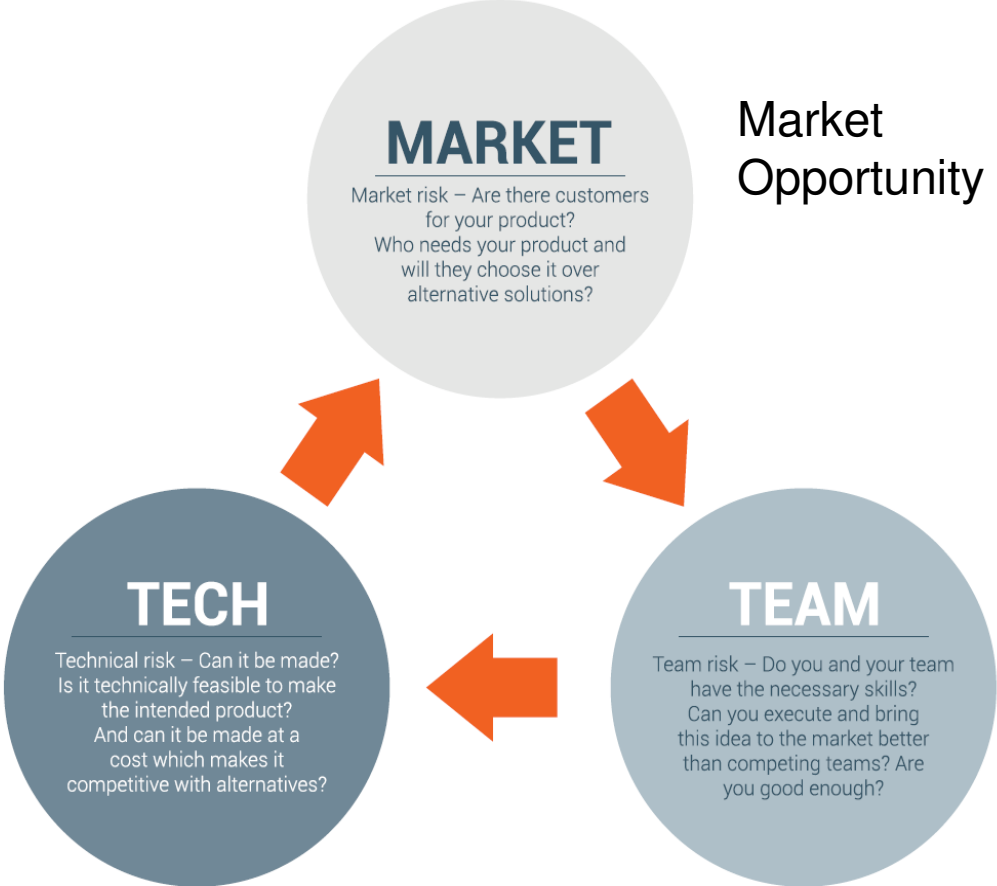 MARKET
Market risk – Are there customers
for your product?
Who needs your product and
will they choose it over
alternative solutions?
Market
Opportunity
TECH
Technical risk – Can it be made?
Is it technically feasible to make
the intended product?
And can it be made at a
cost which makes it
competitive with alternatives?
TEAM
Team risk – Do you and your team
have the necessary skills?
Can you execute and bring
this idea to the market better
than competing teams? Are
you good enough?